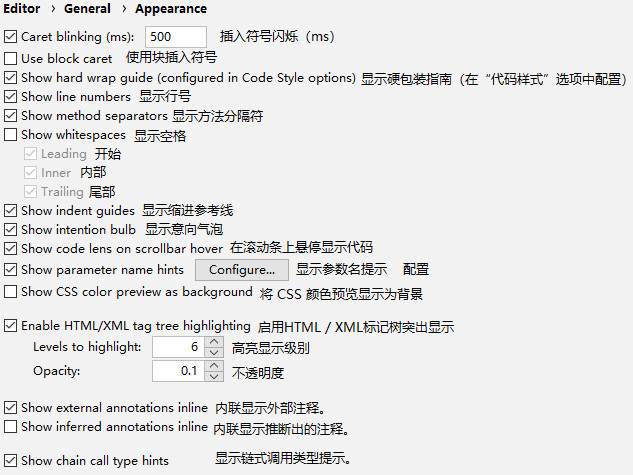 Editor › General › Appearance
Caret blinking (ms): 500 插入符号闪烁（ms）
Use block caret 使用块插入符号
Show hard wrap guide (configured in Code Style options) 显示硬包装指南（在“代码样式”选项中配置）
Show line numbers 显示行号
Show method separators 显示方法分隔符
Show whitespaces 显示空格
Leading 开始
Inner 内部
Trailing 尾部
Show indent guides 显示缩进参考线
Show intention bulb 显示意向气泡
Show code lens on scrollbar hover 在滚动条上悬停显示代码
Show parameter name hints Configure... 显示参数名提示 配置
Show CSS color preview as background 将 CSS 颜色预览显示为背景
Enable HTML/XML tag tree highlighting 启用HTML / XML标记树突出显示
Levels to highlight: 6 高亮显示级别
Opacity: 0.1 不透明度
Show external annotations inline 内联显示外部注释。
Show inferred annotations inline 内联显示推断出的注释。
Show chain call type hints 显示链式调用类型提示。